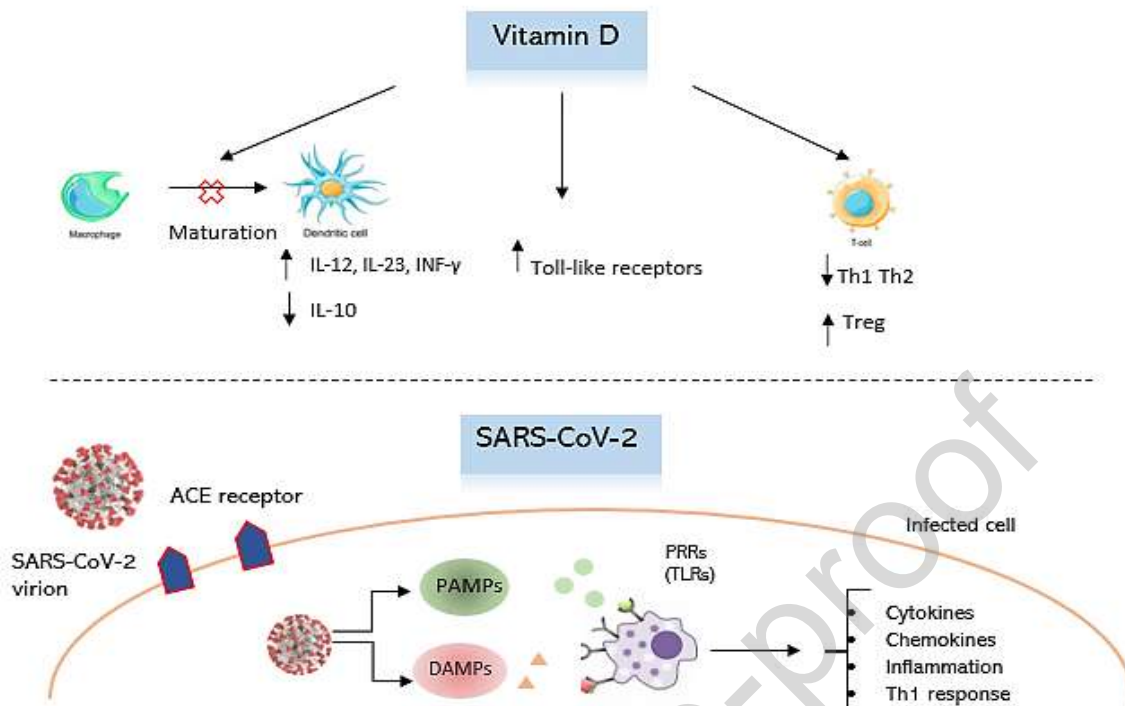 Vitamin D
Macrophage
Maturation
Dendritic cell
T-cell
↑ IL-12, IL-23, INF-γ
↓ IL-10
↑ Toll-like receptors
↓ Th1 Th2
↑ Treg
SARS-CoV-2
ACE receptor
Infected cell
SARS-CoV-2
virion
PRRs
(TLRs)
PAMPs
DAMPs
• Cytokines
• Chemokines
• Inflammation
• Th1 response
-proof